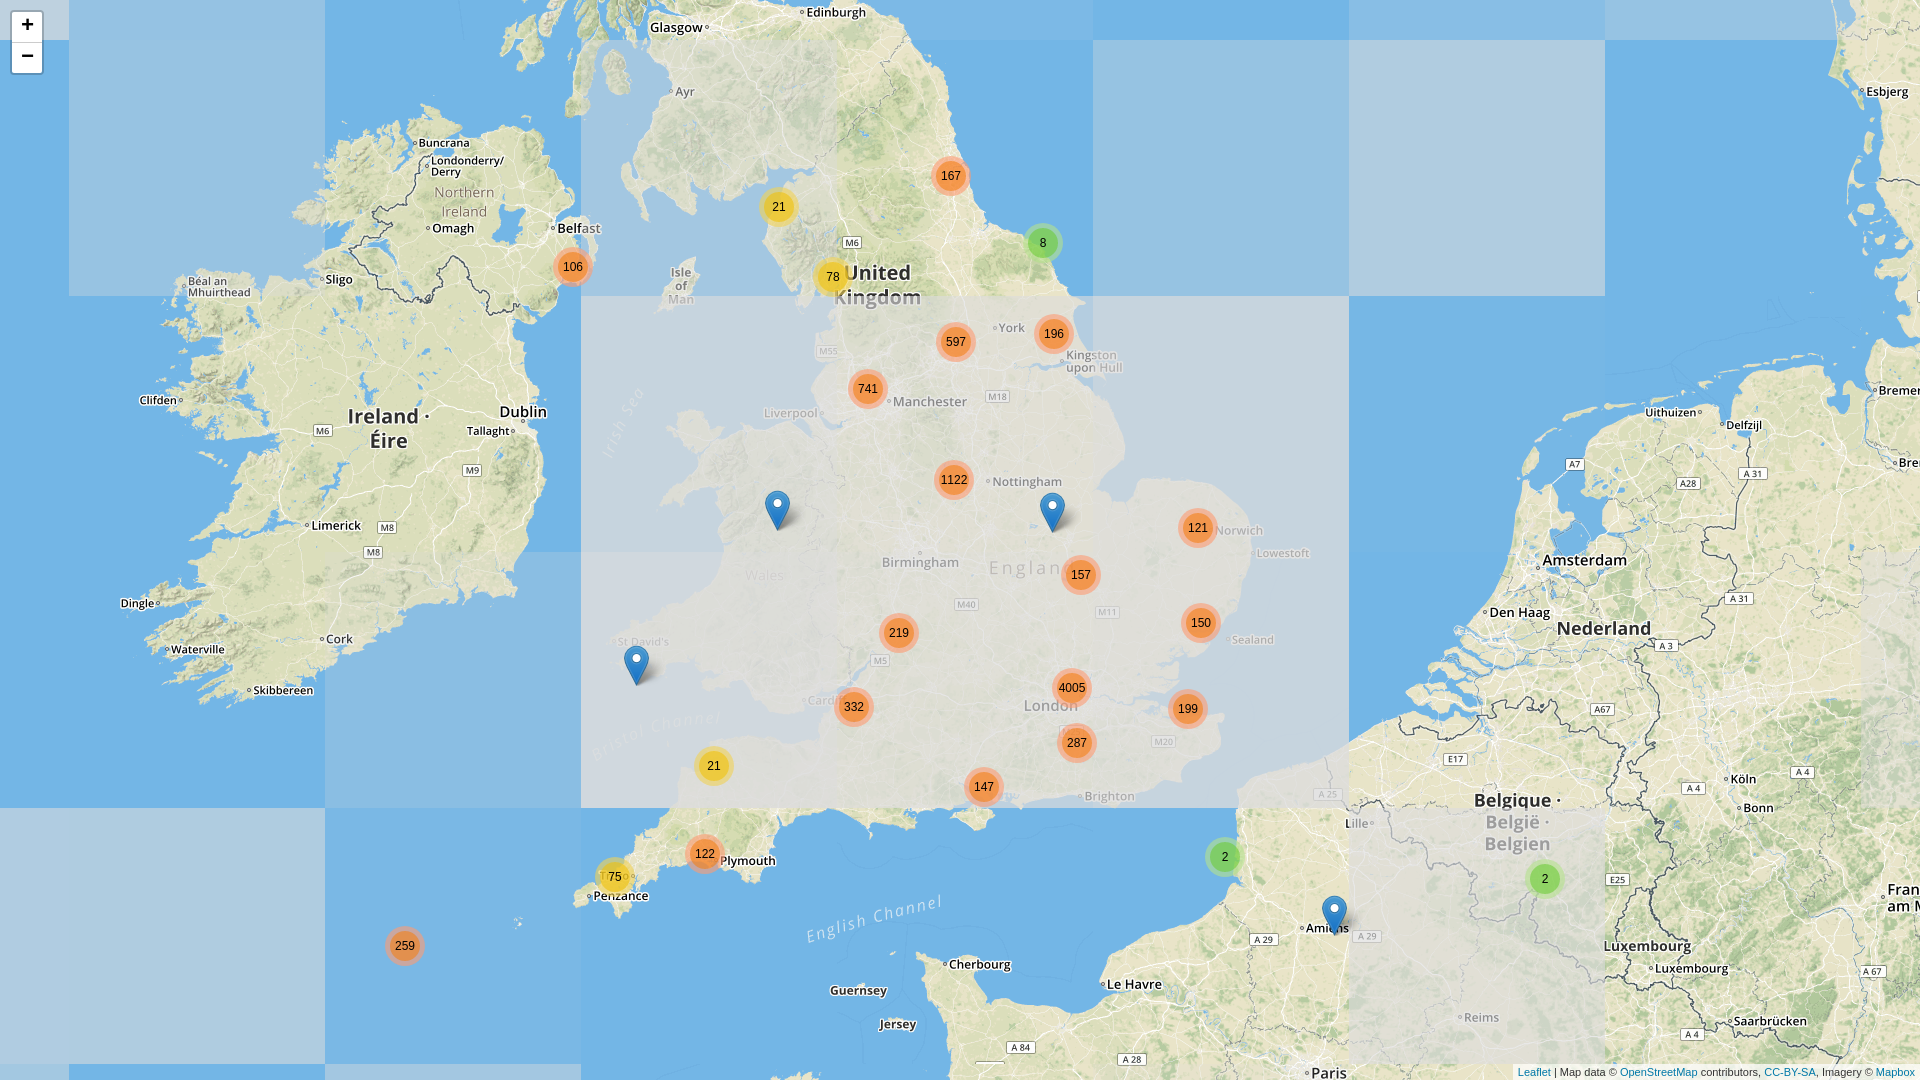 +
−
Glasgow
Edinburgh
Ayr
Esbjerg
Buncrana
Londonderry/
Derry
Northern
Ireland
Omagh
Belfast
167
21
8
M6
106
78
United
Kingdom
Isle
of
Man
Sligo
Béal an
Mhuirthead
York
196
597
M55
Kingston
upon Hull
741
Manchester
M18
Liverpool
Irish Sea
Clifden
Ireland ·
Éire
Dublin
Tallaght
M6
M9
Uithuizen
Delfzijl
A7
A 31
A28
1122
Nottingham
Limerick
M8
M8
121
Norwich
Lowestoft
Birmingham
Wales
Englan
157
Amsterdam
A 31
Dingle
M40
M11
Den Haag
Nederland
Cork
Waterville
St David's
219
150
Sealand
A 3
M5
Skibbereen
4005
London
332
199
A67
Bristol Channel
287
M20
E17
21
147
Brighton
A 25
Köln
A 4
A 4
Bonn
Belgique ·
België ·
Belgien
Lille
122
Plymouth
75
Penzance
2
2
E25
259
English Channel
Amiens
A 29
A 29
Luxembourg
Luxembourg
A 67
Cherbourg
Le Havre
Guernsey
Jersey
Reims
Saarbrücken
A 4
A 84
A 28
Paris
Leaflet | Map data © OpenStreetMap contributors, CC-BY-SA, Imagery © Mapbox